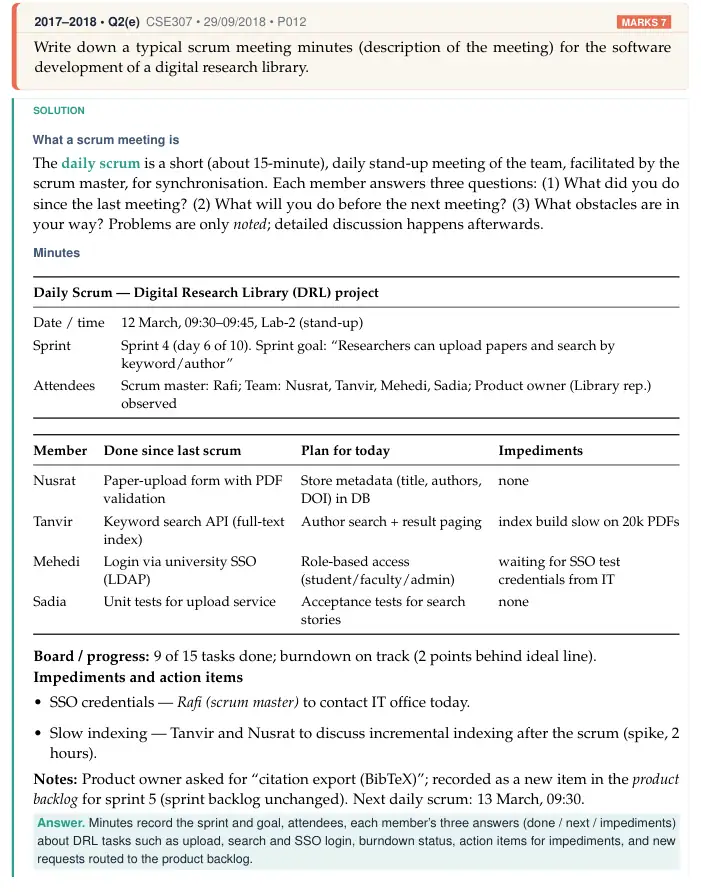 2017–2018 • Q2(e) CSE307 • 29/09/2018 • P012 MARKS 7
Write down a typical scrum meeting minutes (description of the meeting) for the software
development of a digital research library.
SOLUTION
What a scrum meeting is
The daily scrum is a short (about 15-minute), daily stand-up meeting of the team, facilitated by the
scrum master, for synchronisation. Each member answers three questions: (1) What did you do
since the last meeting? (2) What will you do before the next meeting? (3) What obstacles are in
your way? Problems are only noted; detailed discussion happens afterwards.
Minutes
Daily Scrum — Digital Research Library (DRL) project
Date / time 12 March, 09:30–09:45, Lab-2 (stand-up)
Sprint Sprint 4 (day 6 of 10). Sprint goal: “Researchers can upload papers and search by
keyword/author”
Attendees Scrum master: Rafi; Team: Nusrat, Tanvir, Mehedi, Sadia; Product owner (Library rep.)
observed
Member Done since last scrum Plan for today Impediments
Nusrat Paper-upload form with PDF Store metadata (title, authors, none
validation DOI) in DB
Tanvir Keyword search API (full-text Author search + result paging index build slow on 20k PDFs
index)
Mehedi Login via university SSO Role-based access waiting for SSO test
(LDAP) (student/faculty/admin) credentials from IT
Sadia Unit tests for upload service Acceptance tests for search none
stories
Board / progress: 9 of 15 tasks done; burndown on track (2 points behind ideal line).
Impediments and action items
• SSO credentials — Rafi (scrum master) to contact IT office today.
• Slow indexing — Tanvir and Nusrat to discuss incremental indexing after the scrum (spike, 2
hours).
Notes: Product owner asked for “citation export (BibTeX)”; recorded as a new item in the product
backlog for sprint 5 (sprint backlog unchanged). Next daily scrum: 13 March, 09:30.
Answer. Minutes record the sprint and goal, attendees, each member’s three answers (done / next / impediments)
about DRL tasks such as upload, search and SSO login, burndown status, action items for impediments, and new
requests routed to the product backlog.